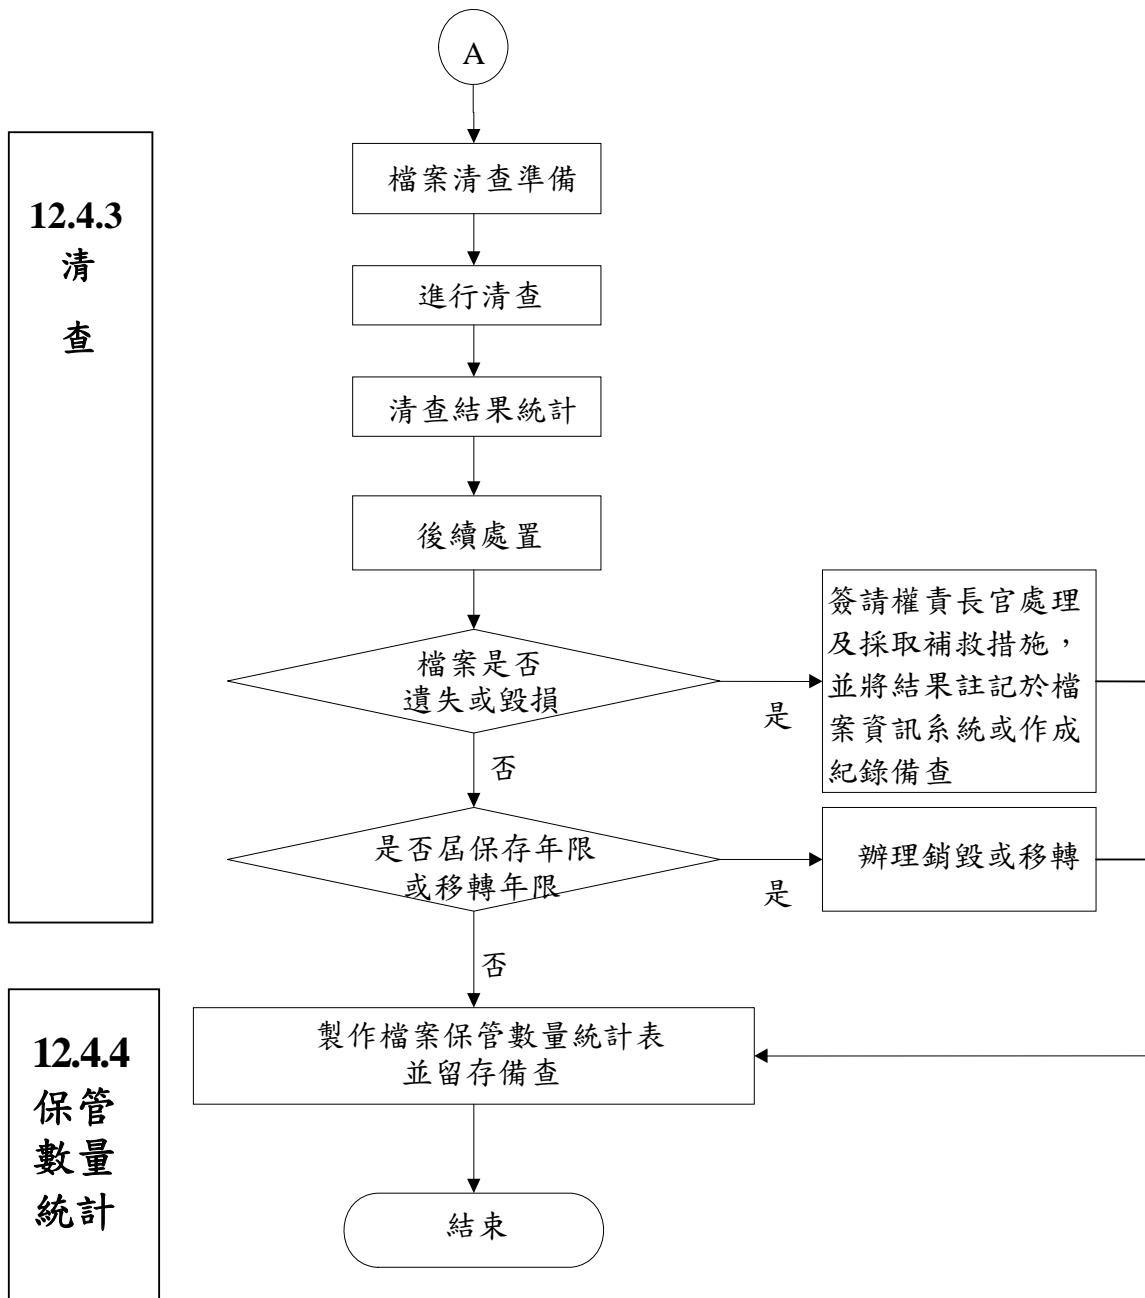 A
12.4.3
清
查
檔案清查準備
進行清查
清查結果統計
後續處置
檔案是否
遺失或毀損
是
簽請權責長官處理
及採取補救措施，
並將結果註記於檔
案資訊系統或作成
紀錄備查
否
是否屆保存年限
或移轉年限
是
辦理銷毀或移轉
否
12.4.4
保管
數量
統計
製作檔案保管數量統計表
並留存備查
結束